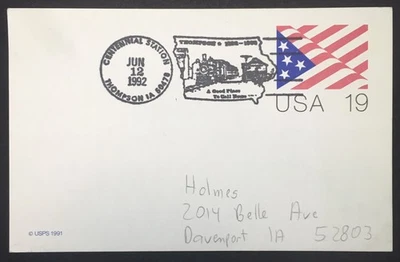 CENTENNIAL STATION
JUN
12
1992
THOMPSON IA 50478
THOMPSON • 1892-1992
A Good Place
To Call Home
USA 19
Holmes
2014 Belle Ave
Davenport IA 52803
© USPS 1991